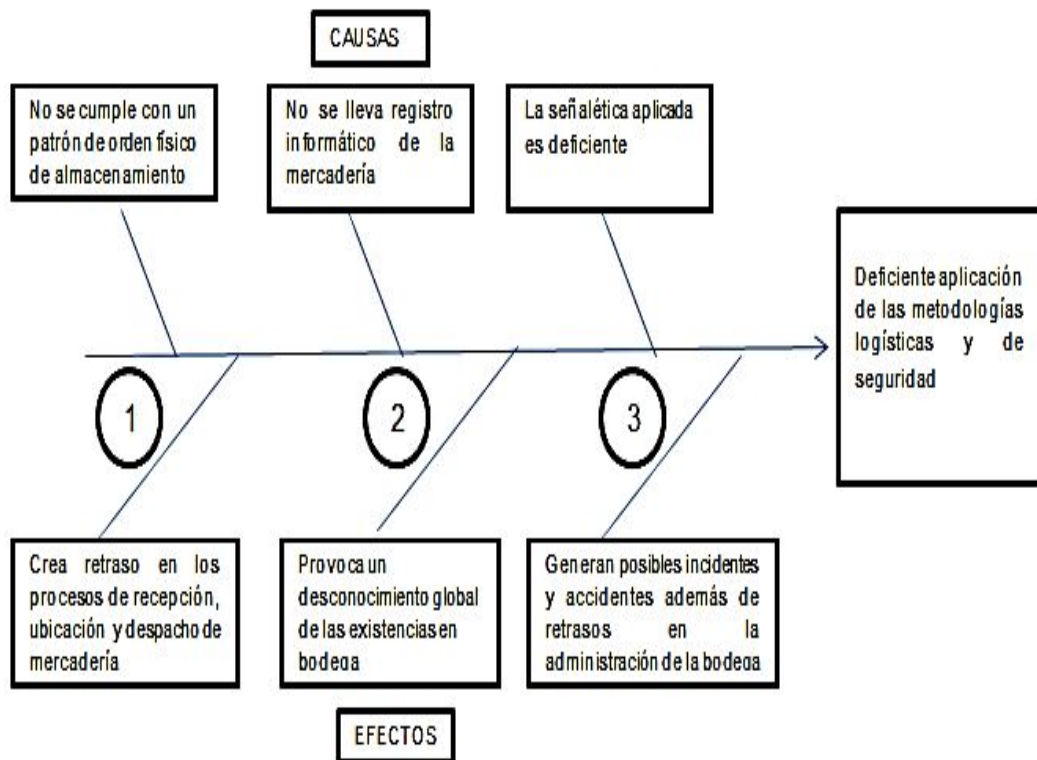 CAUSAS
No se cumple con un
patrón de orden físico
de almacenamiento
No se lleva registro
informático de la
mercadería
La señalética aplicada
es deficiente
Deficiente aplicación
de las metodologías
logísticas y de
seguridad
1
2
3
Crea retraso en los
procesos de recepción,
ubicación y despacho de
mercadería
Provoca un
desconocimiento global
de las existencias en
bodega
Generan posibles incidentes
y accidentes además de
retrasos en la
administración de la bodega
EFECTOS